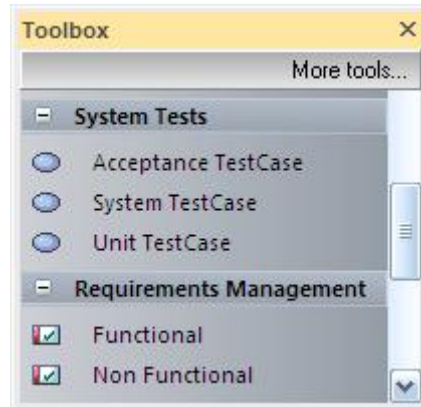 Toolbox
More tools...
System Tests
Acceptance TestCase
System TestCase
Unit TestCase
Requirements Management
Functional
Non Functional